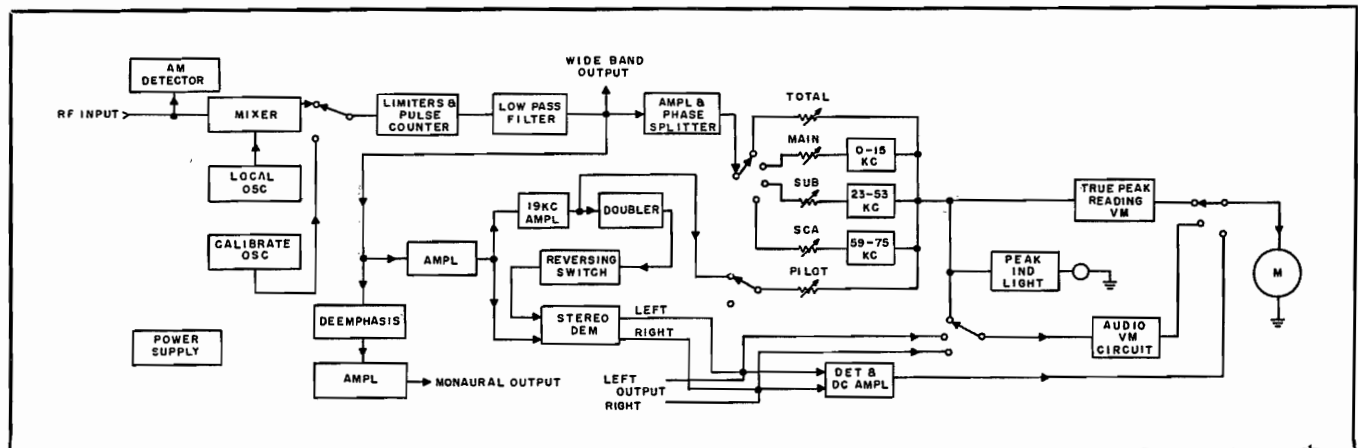 AM
DETECTOR
RF INPUT
MIXER
LOCAL
OSC
CALIBRATE
OSC
POWER
SUPPLY
LIMITERS &
PULSE
COUNTER
LOW PASS
FILTER
WIDE BAND
OUTPUT
AMPL &
PHASE
SPLITTER
TOTAL
MAIN
0-15
KC
SUB
23-53
KC
SCA
59-75
KC
PILOT
19KC
AMPL
DOUBLER
AMPL
REVERSING
SWITCH
STEREO
DEM
LEFT
RIGHT
DEEMPHASIS
AMPL
MONAURAL OUTPUT
LEFT
OUTPUT
RIGHT
DET &
DC AMPL
TRUE PEAK
READING
VM
PEAK
IND
LIGHT
AUDIO
VM
CIRCUIT
M